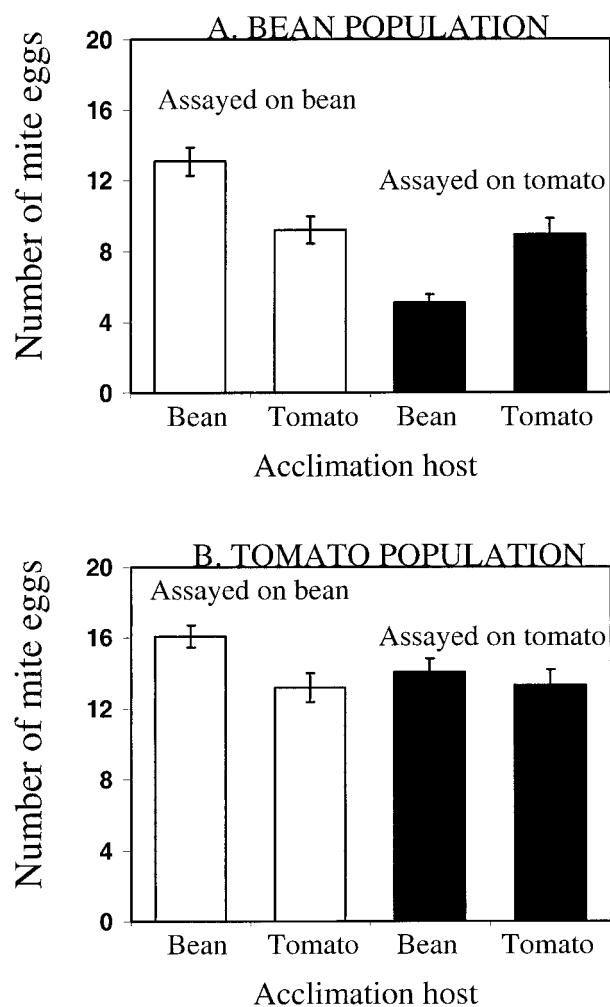 A. BEAN POPULATION
Number of mite eggs
20
16
12
8
4
0
Assayed on bean
Assayed on tomato
Bean Tomato Bean Tomato
Acclimation host
B. TOMATO POPULATION
Number of mite eggs
20
16
12
8
4
0
Assayed on bean
Assayed on tomato
Bean Tomato Bean Tomato
Acclimation host